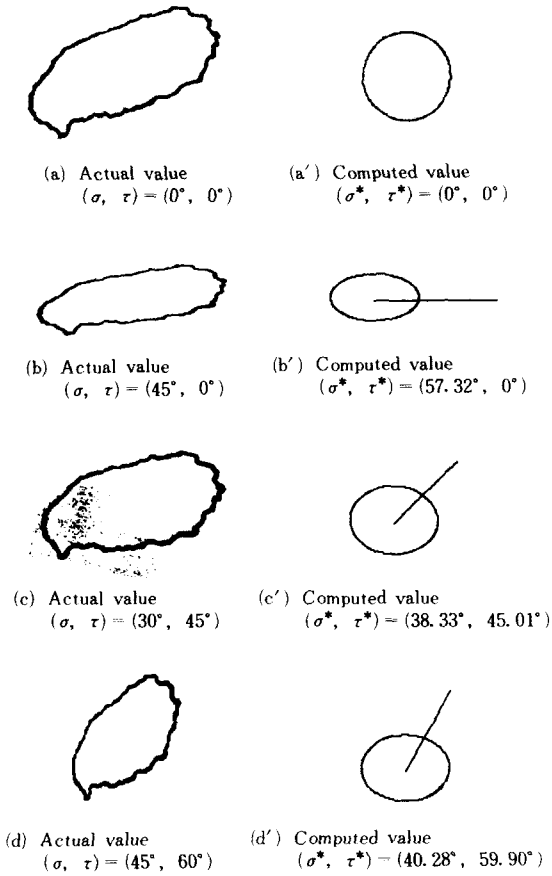 (a) Actual value
(σ, τ) = (0°, 0°)
(a′) Computed value
(σ*, τ*) = (0°, 0°)
(b) Actual value
(σ, τ) = (45°, 0°)
(b′) Computed value
(σ*, τ*) = (57.32°, 0°)
(c) Actual value
(σ, τ) = (30°, 45°)
(c′) Computed value
(σ*, τ*) = (38.33°, 45.01°)
(d) Actual value
(σ, τ) = (45°, 60°)
(d′) Computed value
(σ*, τ*) = (40.28°, 59.90°)